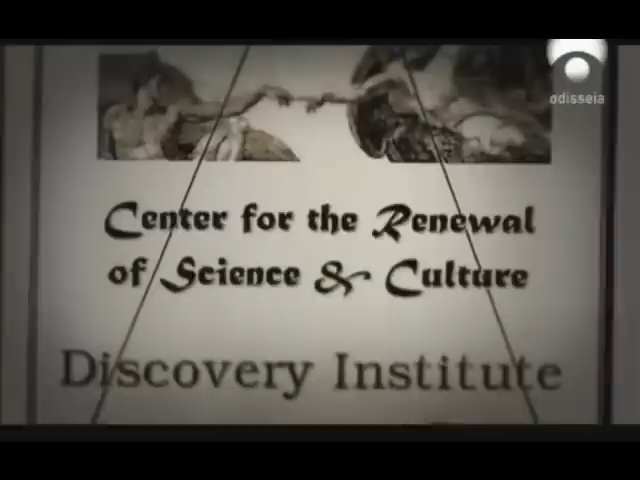 odisseia
Center for the Renewal
of Science & Culture
Discovery Institute